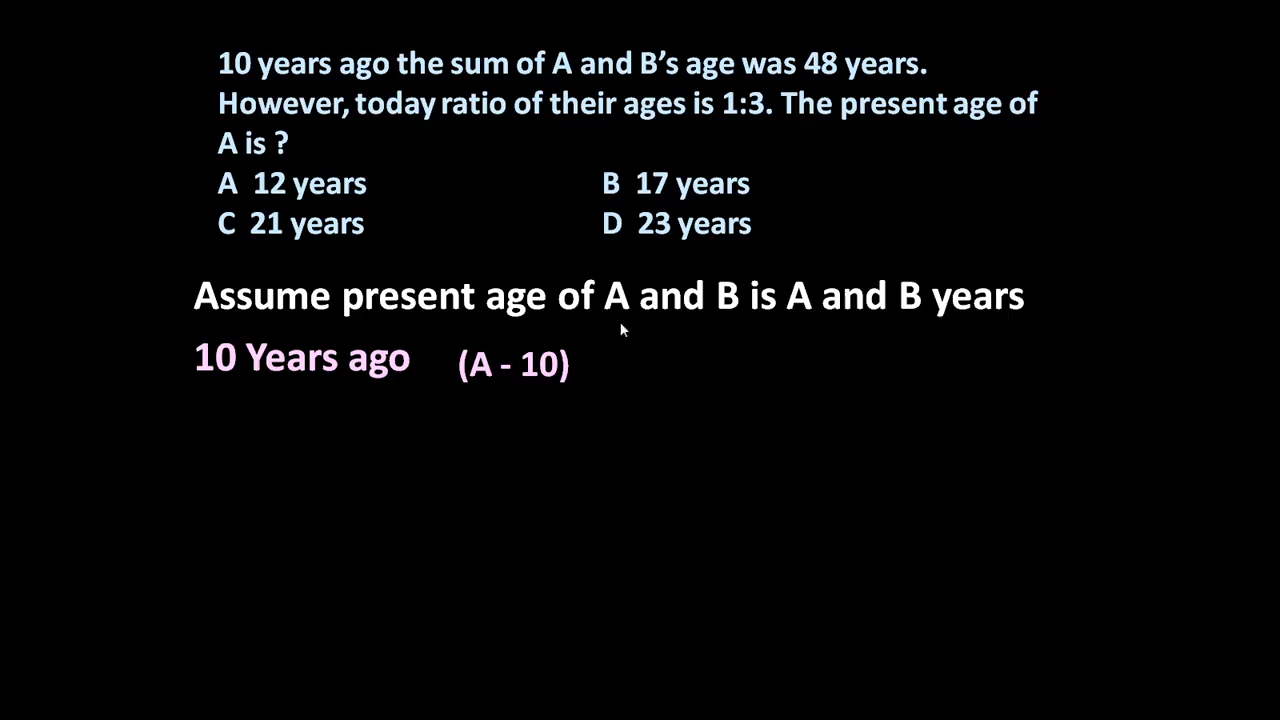 10 years ago the sum of A and B’s age was 48 years.
However, today ratio of their ages is 1:3. The present age of
A is ?
A 12 years B 17 years
C 21 years D 23 years
Assume present age of A and B is A and B years
10 Years ago (A - 10)